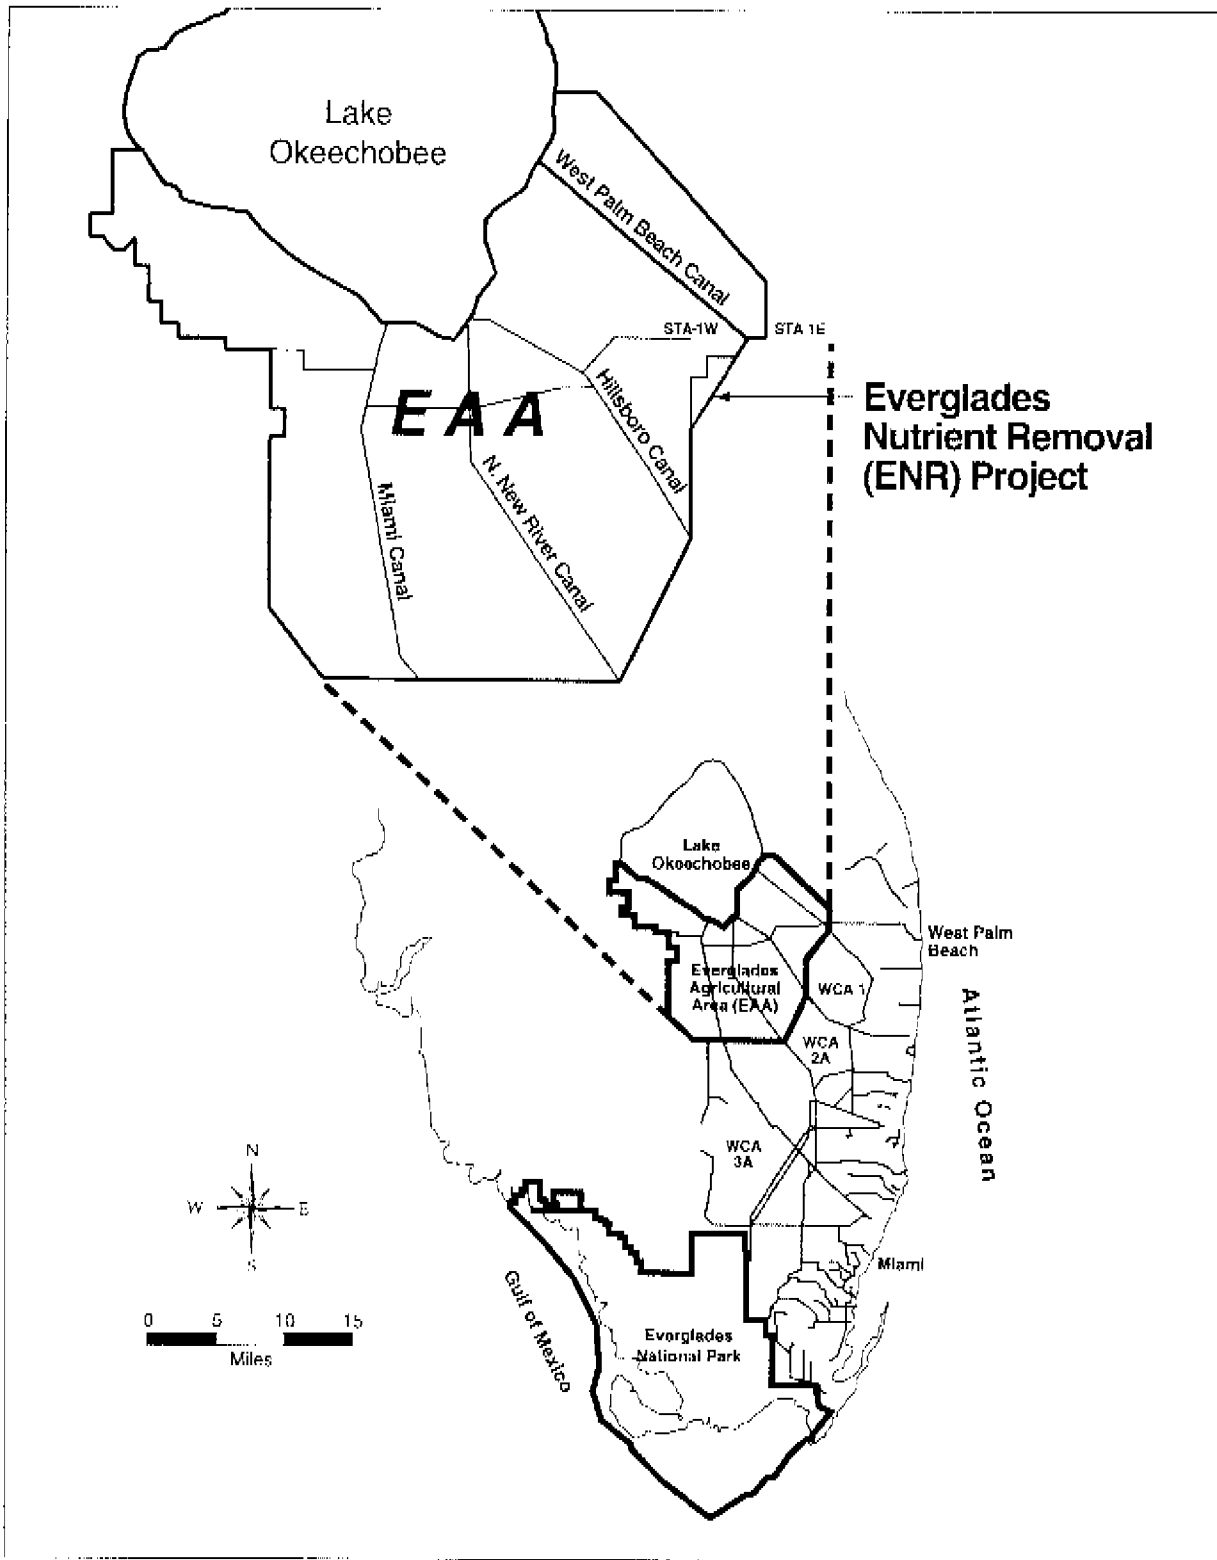 Lake
Okeechobee
West Palm Beach Canal
STA-1W
STA 1E
EAA
Hillsboro Canal
Everglades
Nutrient Removal
(ENR) Project
N. New River Canal
Miami Canal
Lake
Okeechobee
West Palm
Beach
Everglades
Agricultural
Area (EAA)
WCA 1
Atlantic Ocean
WCA
2A
WCA
3A
N
W
E
S
Miami
Gulf of Mexico
0 5 10 15
Miles
Everglades
National Park